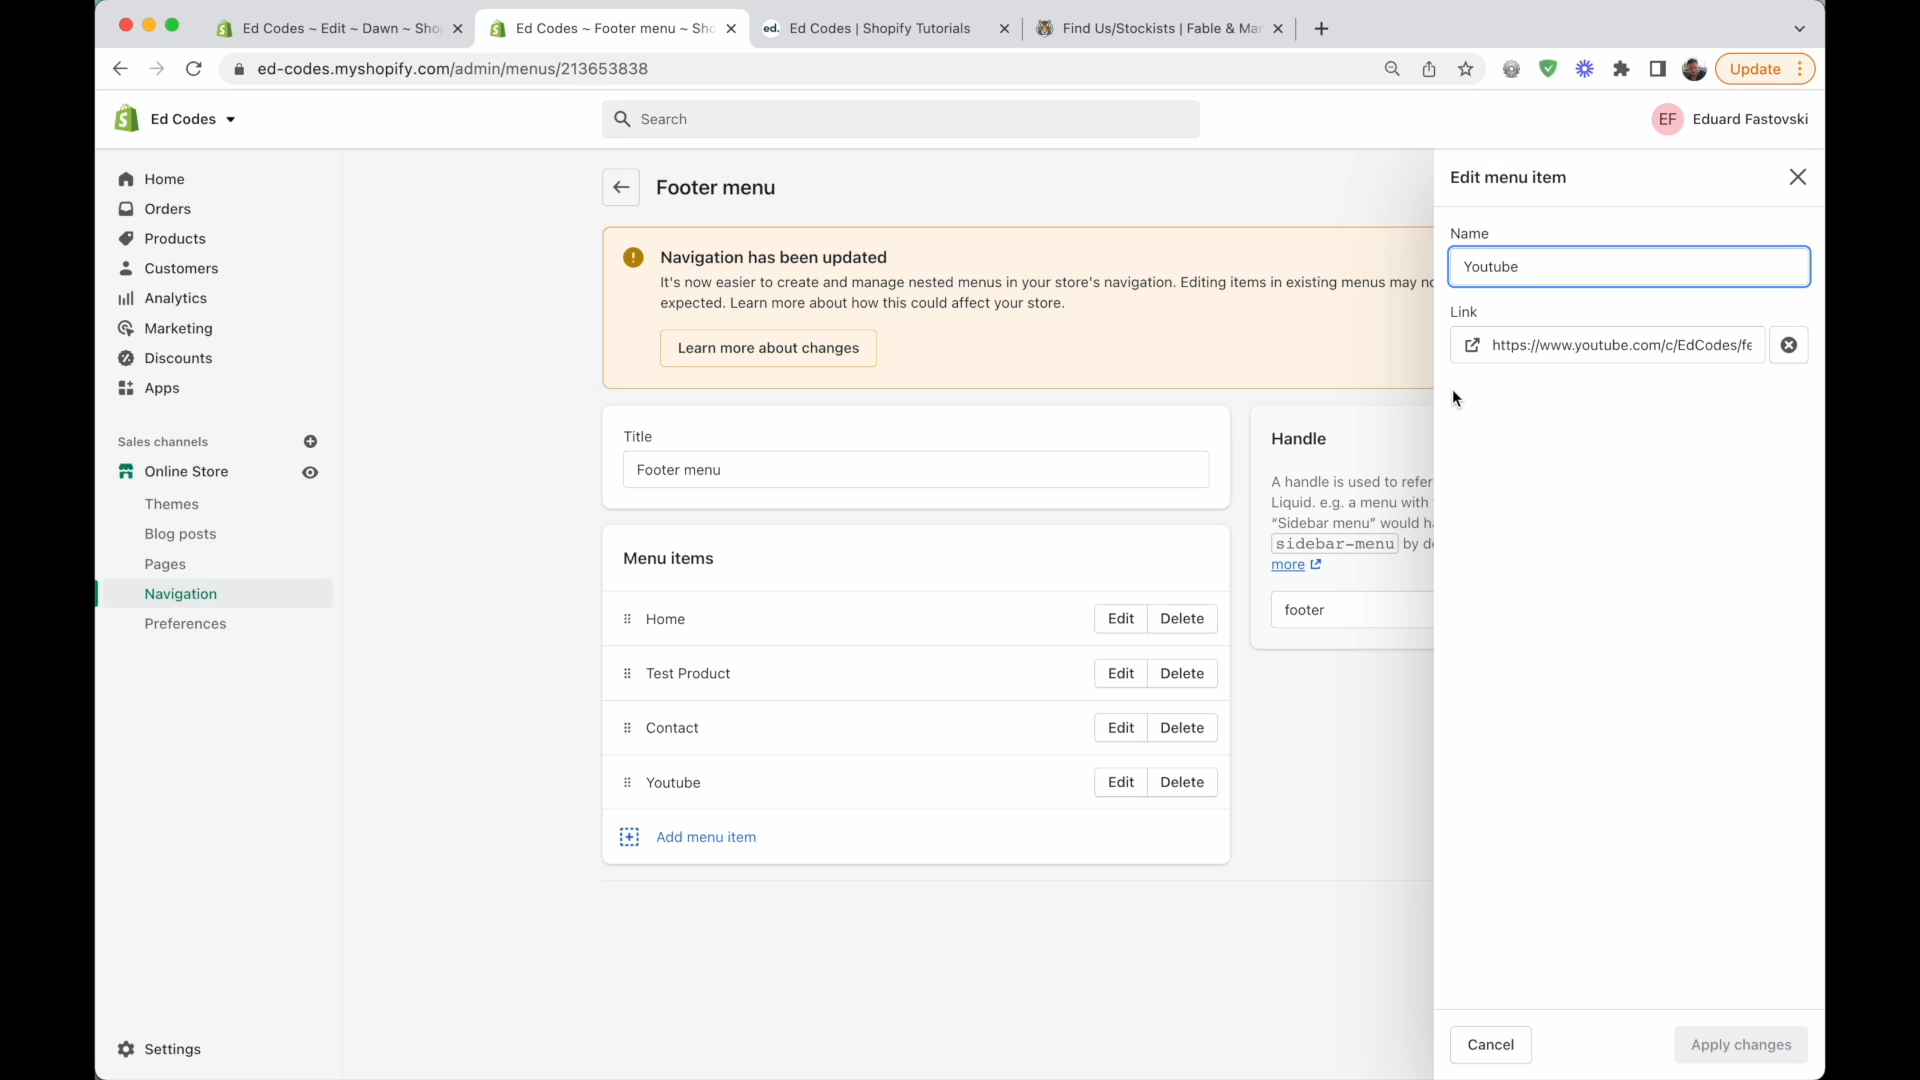 Ed Codes ~ Edit ~ Dawn ~ Sho
Ed Codes ~ Footer menu ~ Sho
ed.
Ed Codes | Shopify Tutorials
Find Us/Stockists | Fable & Ma
ed-codes.myshopify.com/admin/menus/213653838
Update
Ed Codes
Search
EF
Eduard Fastovski
Home
Orders
Products
Customers
Analytics
Marketing
Discounts
Apps
Sales channels
Online Store
Themes
Blog posts
Pages
Navigation
Preferences
Settings
Footer menu
Navigation has been updated
It's now easier to create and manage nested menus in your store's navigation. Editing items in existing menus may
expected. Learn more about how this could affect your store.
Learn more about changes
Title
Footer menu
Menu items
Home
Edit
Delete
Test Product
Edit
Delete
Contact
Edit
Delete
Youtube
Edit
Delete
Add menu item
Handle
A handle is used to refer
Liquid. e.g. a menu with
"Sidebar menu" would
sidebar-menu by
more
footer
Edit menu item
Name
Youtube
Link
https://www.youtube.com/c/EdCodes/fe
Cancel
Apply changes